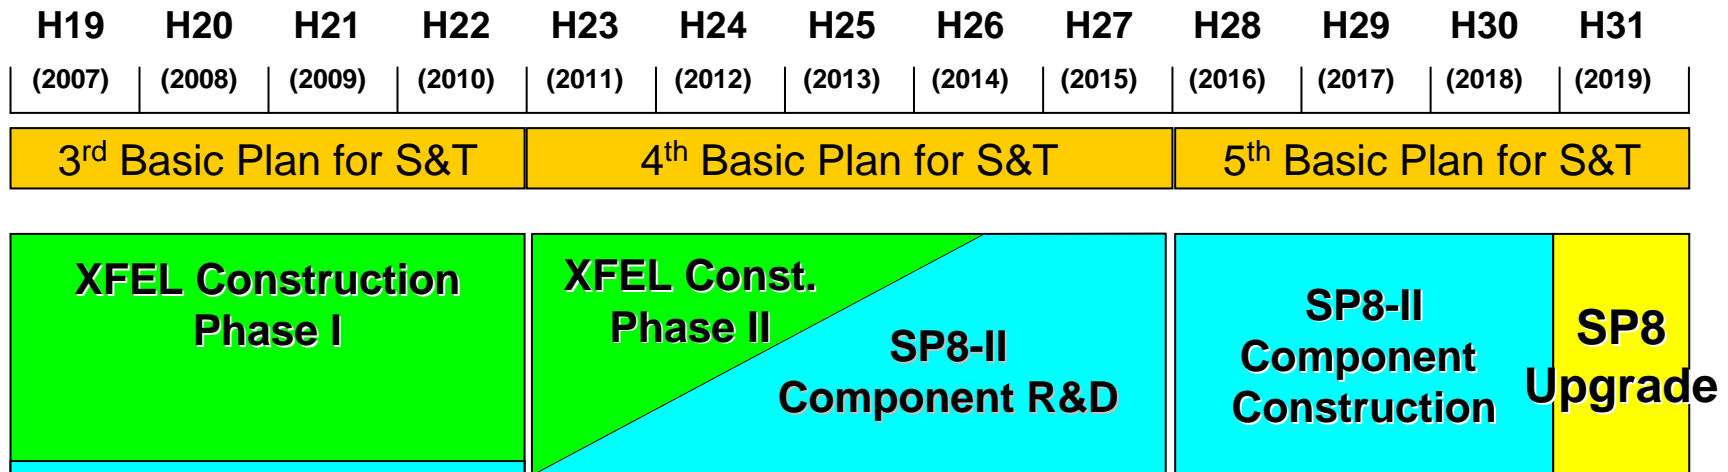 H19 H20 H21 H22 H23 H24 H25 H26 H27 H28 H29 H30 H31
(2007) (2008) (2009) (2010) (2011) (2012) (2013) (2014) (2015) (2016) (2017) (2018) (2019)
3rd Basic Plan for S&T 4th Basic Plan for S&T 5th Basic Plan for S&T
XFEL Construction
Phase I
XFEL Const.
Phase II
SP8-II
Component R&D
SP8-II
Component
Construction
SP8
Upgrade